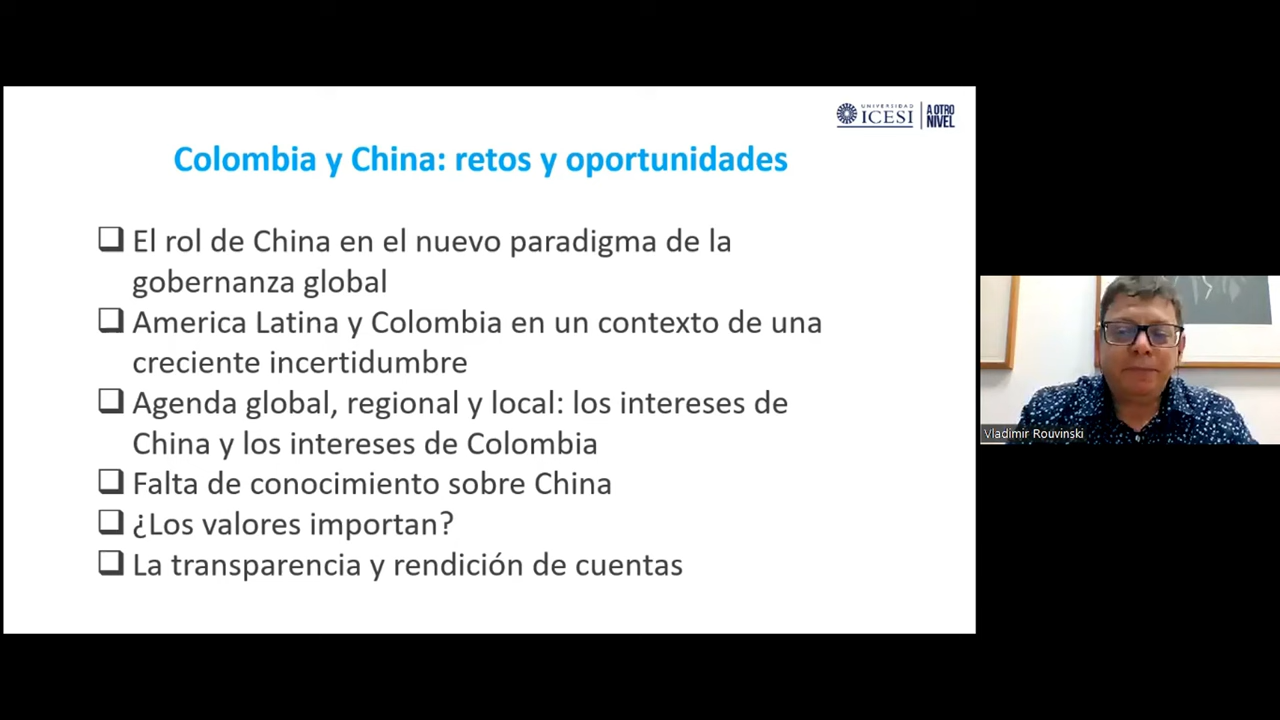 UNIVERSIDAD
ICESI
A OTRO
NIVEL
Colombia y China: retos y oportunidades
El rol de China en el nuevo paradigma de la
gobernanza global
America Latina y Colombia en un contexto de una
creciente incertidumbre
Agenda global, regional y local: los intereses de
China y los intereses de Colombia
Falta de conocimiento sobre China
¿Los valores importan?
La transparencia y rendición de cuentas
Vladimir Rouvinski